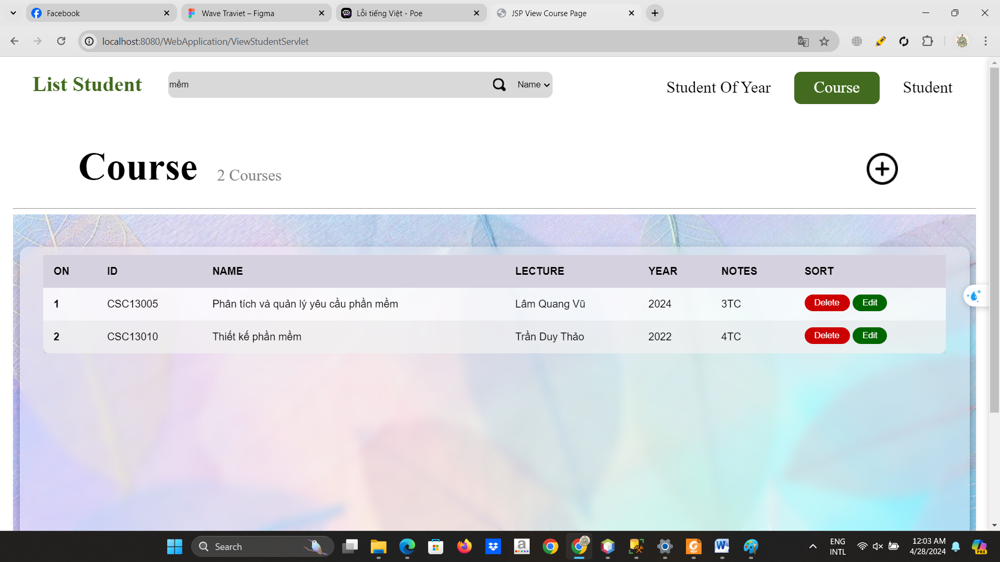 Facebook
Wave Traviet – Figma
Lỗi tiếng Việt - Poe
JSP View Course Page
localhost:8080/WebApplication/ViewStudentServlet
List Student
mềm
Name
Student Of Year
Course
Student
Course
2 Courses
ON ID NAME LECTURE YEAR NOTES SORT
1 CSC13005 Phân tích và quản lý yêu cầu phần mềm Lâm Quang Vũ 2024 3TC Delete Edit
2 CSC13010 Thiết kế phần mềm Trần Duy Thảo 2022 4TC Delete Edit
Search
ENG
INTL
12:03 AM
4/28/2024
PRE